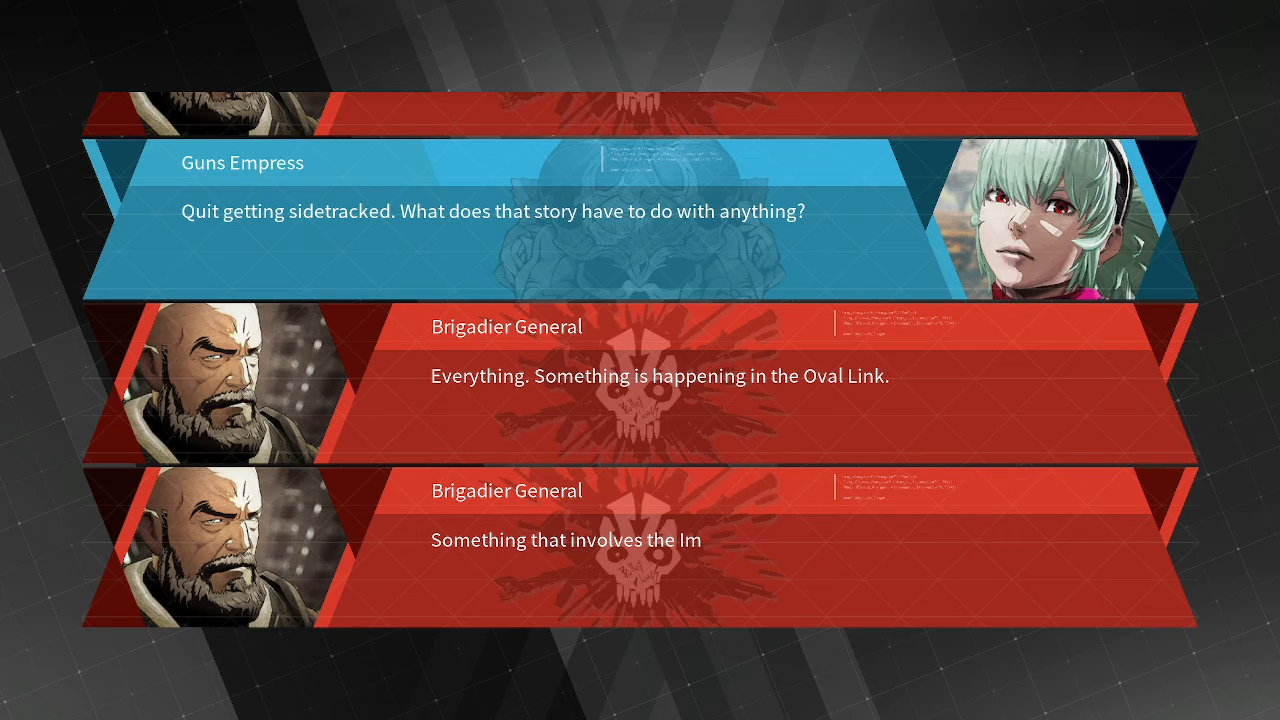 Guns Empress
Quit getting sidetracked. What does that story have to do with anything?
Brigadier General
Everything. Something is happening in the Oval Link.
Brigadier General
Something that involves the Im